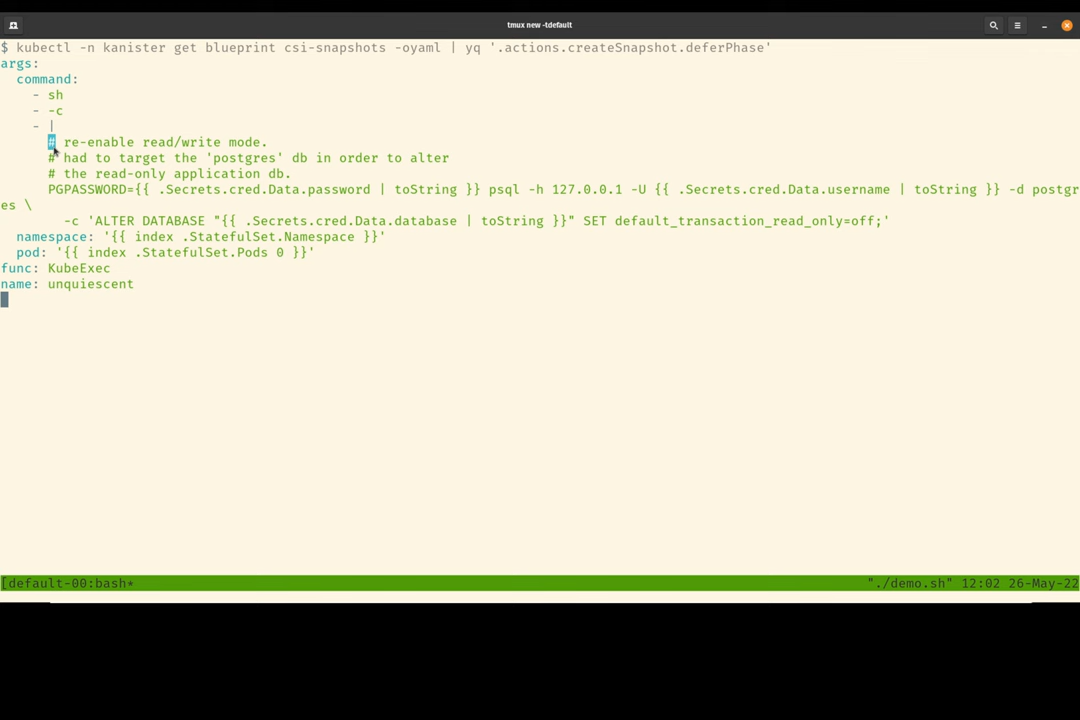 tmux new -tdefault
$ kubectl -n kanister get blueprint csi-snapshots -oyaml | yq '.actions.createSnapshot.deferPhase'
args:
  command:
    - sh
    - -c
    - |
      # re-enable read/write mode.
      # had to target the 'postgres' db in order to alter
      # the read-only application db.
      PGPASSWORD={{ .Secrets.cred.Data.password | toString }} psql -h 127.0.0.1 -U {{ .Secrets.cred.Data.username | toString }} -d postgr
es \
        -c 'ALTER DATABASE "{{ .Secrets.cred.Data.database | toString }}" SET default_transaction_read_only=off;'
  namespace: '{{ index .StatefulSet.Namespace }}'
  pod: '{{ index .StatefulSet.Pods 0 }}'
func: KubeExec
name: unquiescent
[default-00:bash* "./demo.sh" 12:02 26-May-22